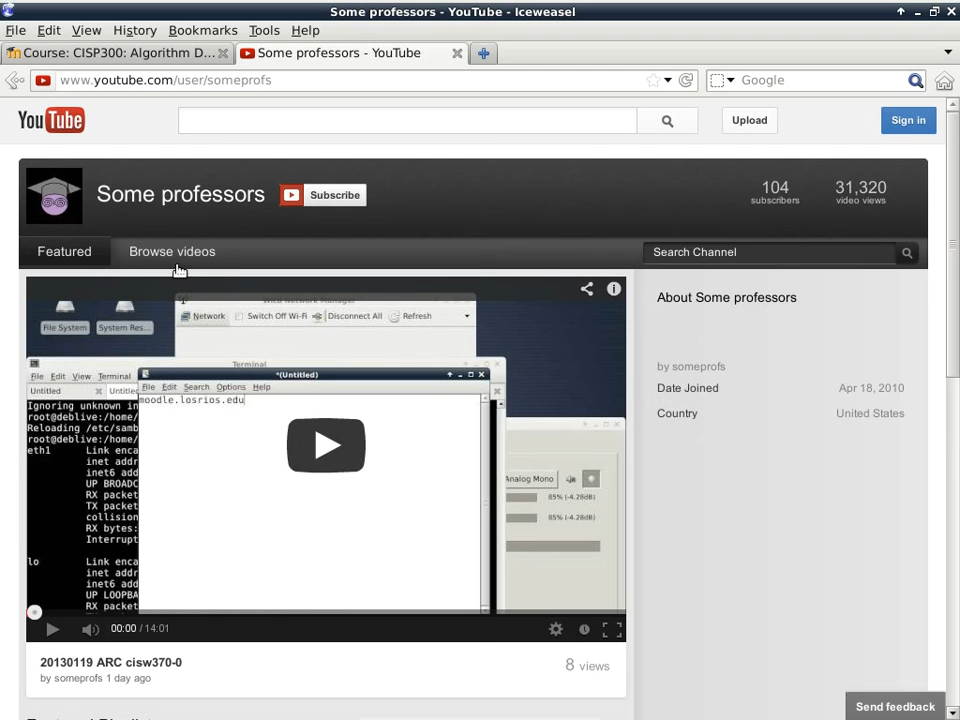 Some professors - YouTube - Iceweasel
File Edit View History Bookmarks Tools Help
Course: CISP300: Algorithm D... Some professors - YouTube
www.youtube.com/user/someprofs Google
YouTube Upload Sign in
Some professors Subscribe 104 subscribers 31,320 video views
Featured Browse videos Search Channel
About Some professors
by someprofs
Date Joined Apr 18, 2010
Country United States
Wicd Network Manager
Network Switch Off Wi-Fi Disconnect All Refresh
File System System Res...
Terminal
File Edit View Terminal
*(Untitled)
File Edit Search Options Help
Untitled Untitled
moodle.losrios.edu
Ignoring unknown
root@deblive:/home/
Reloading /etc/samb
root@deblive:/home/
eth1 Link enca
inet addr
inet6 add
UP BROADC
RX packet
TX packet
collision
RX bytes:
Interrupt
lo Link enca
inet addr
inet6 add
UP LOOPBA
RX packet
Analog Mono
85% (-4.28dB)
85% (-4.28dB)
00:00 / 14:01
20130119 ARC cisw370-0 8 views
by someprofs 1 day ago
Send feedback